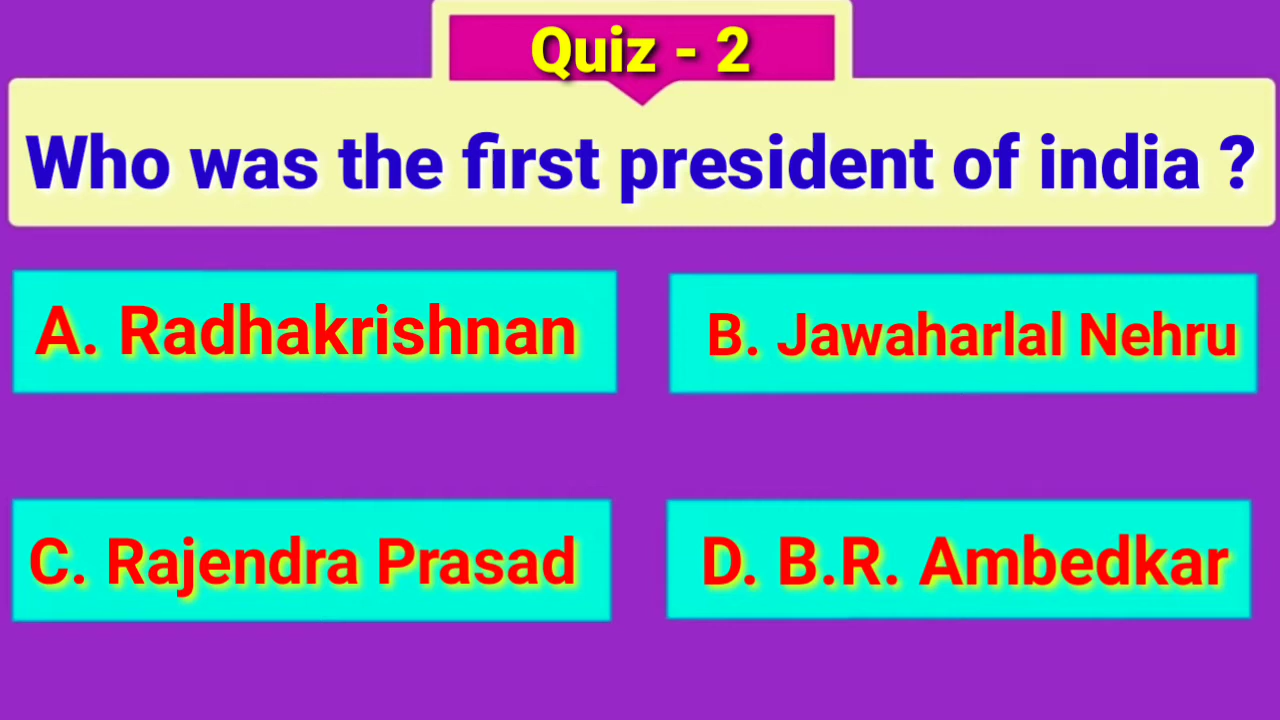 Quiz - 2
Who was the first president of india ?
A. Radhakrishnan
B. Jawaharlal Nehru
C. Rajendra Prasad
D. B.R. Ambedkar